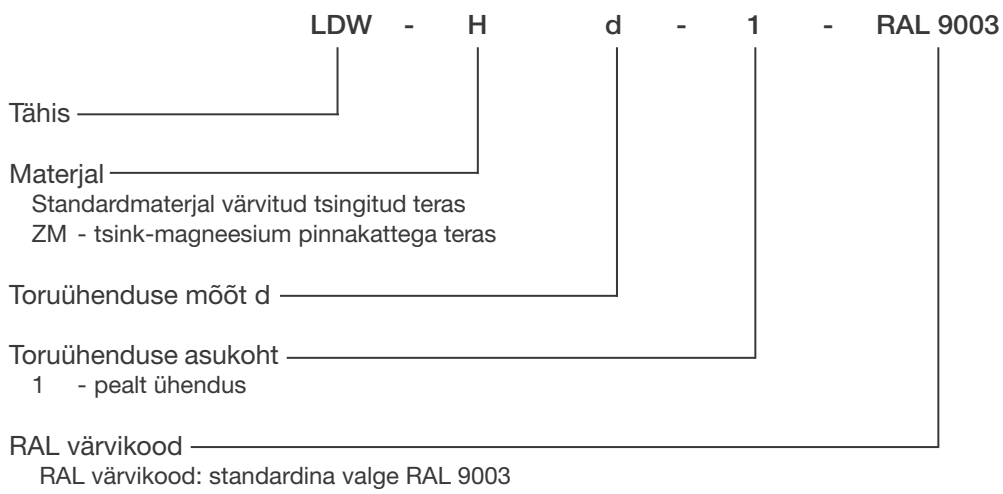 LDW - H d - 1 - RAL 9003
Tähis
Materjal
Standardmaterjal värvitud tsingitud teras
ZM - tsink-magneesium pinnakattega teras
Toruühenduse mõõt d
Toruühenduse asukoht
1 - pealt ühendus
RAL värvikood
RAL värvikood: standardina valge RAL 9003